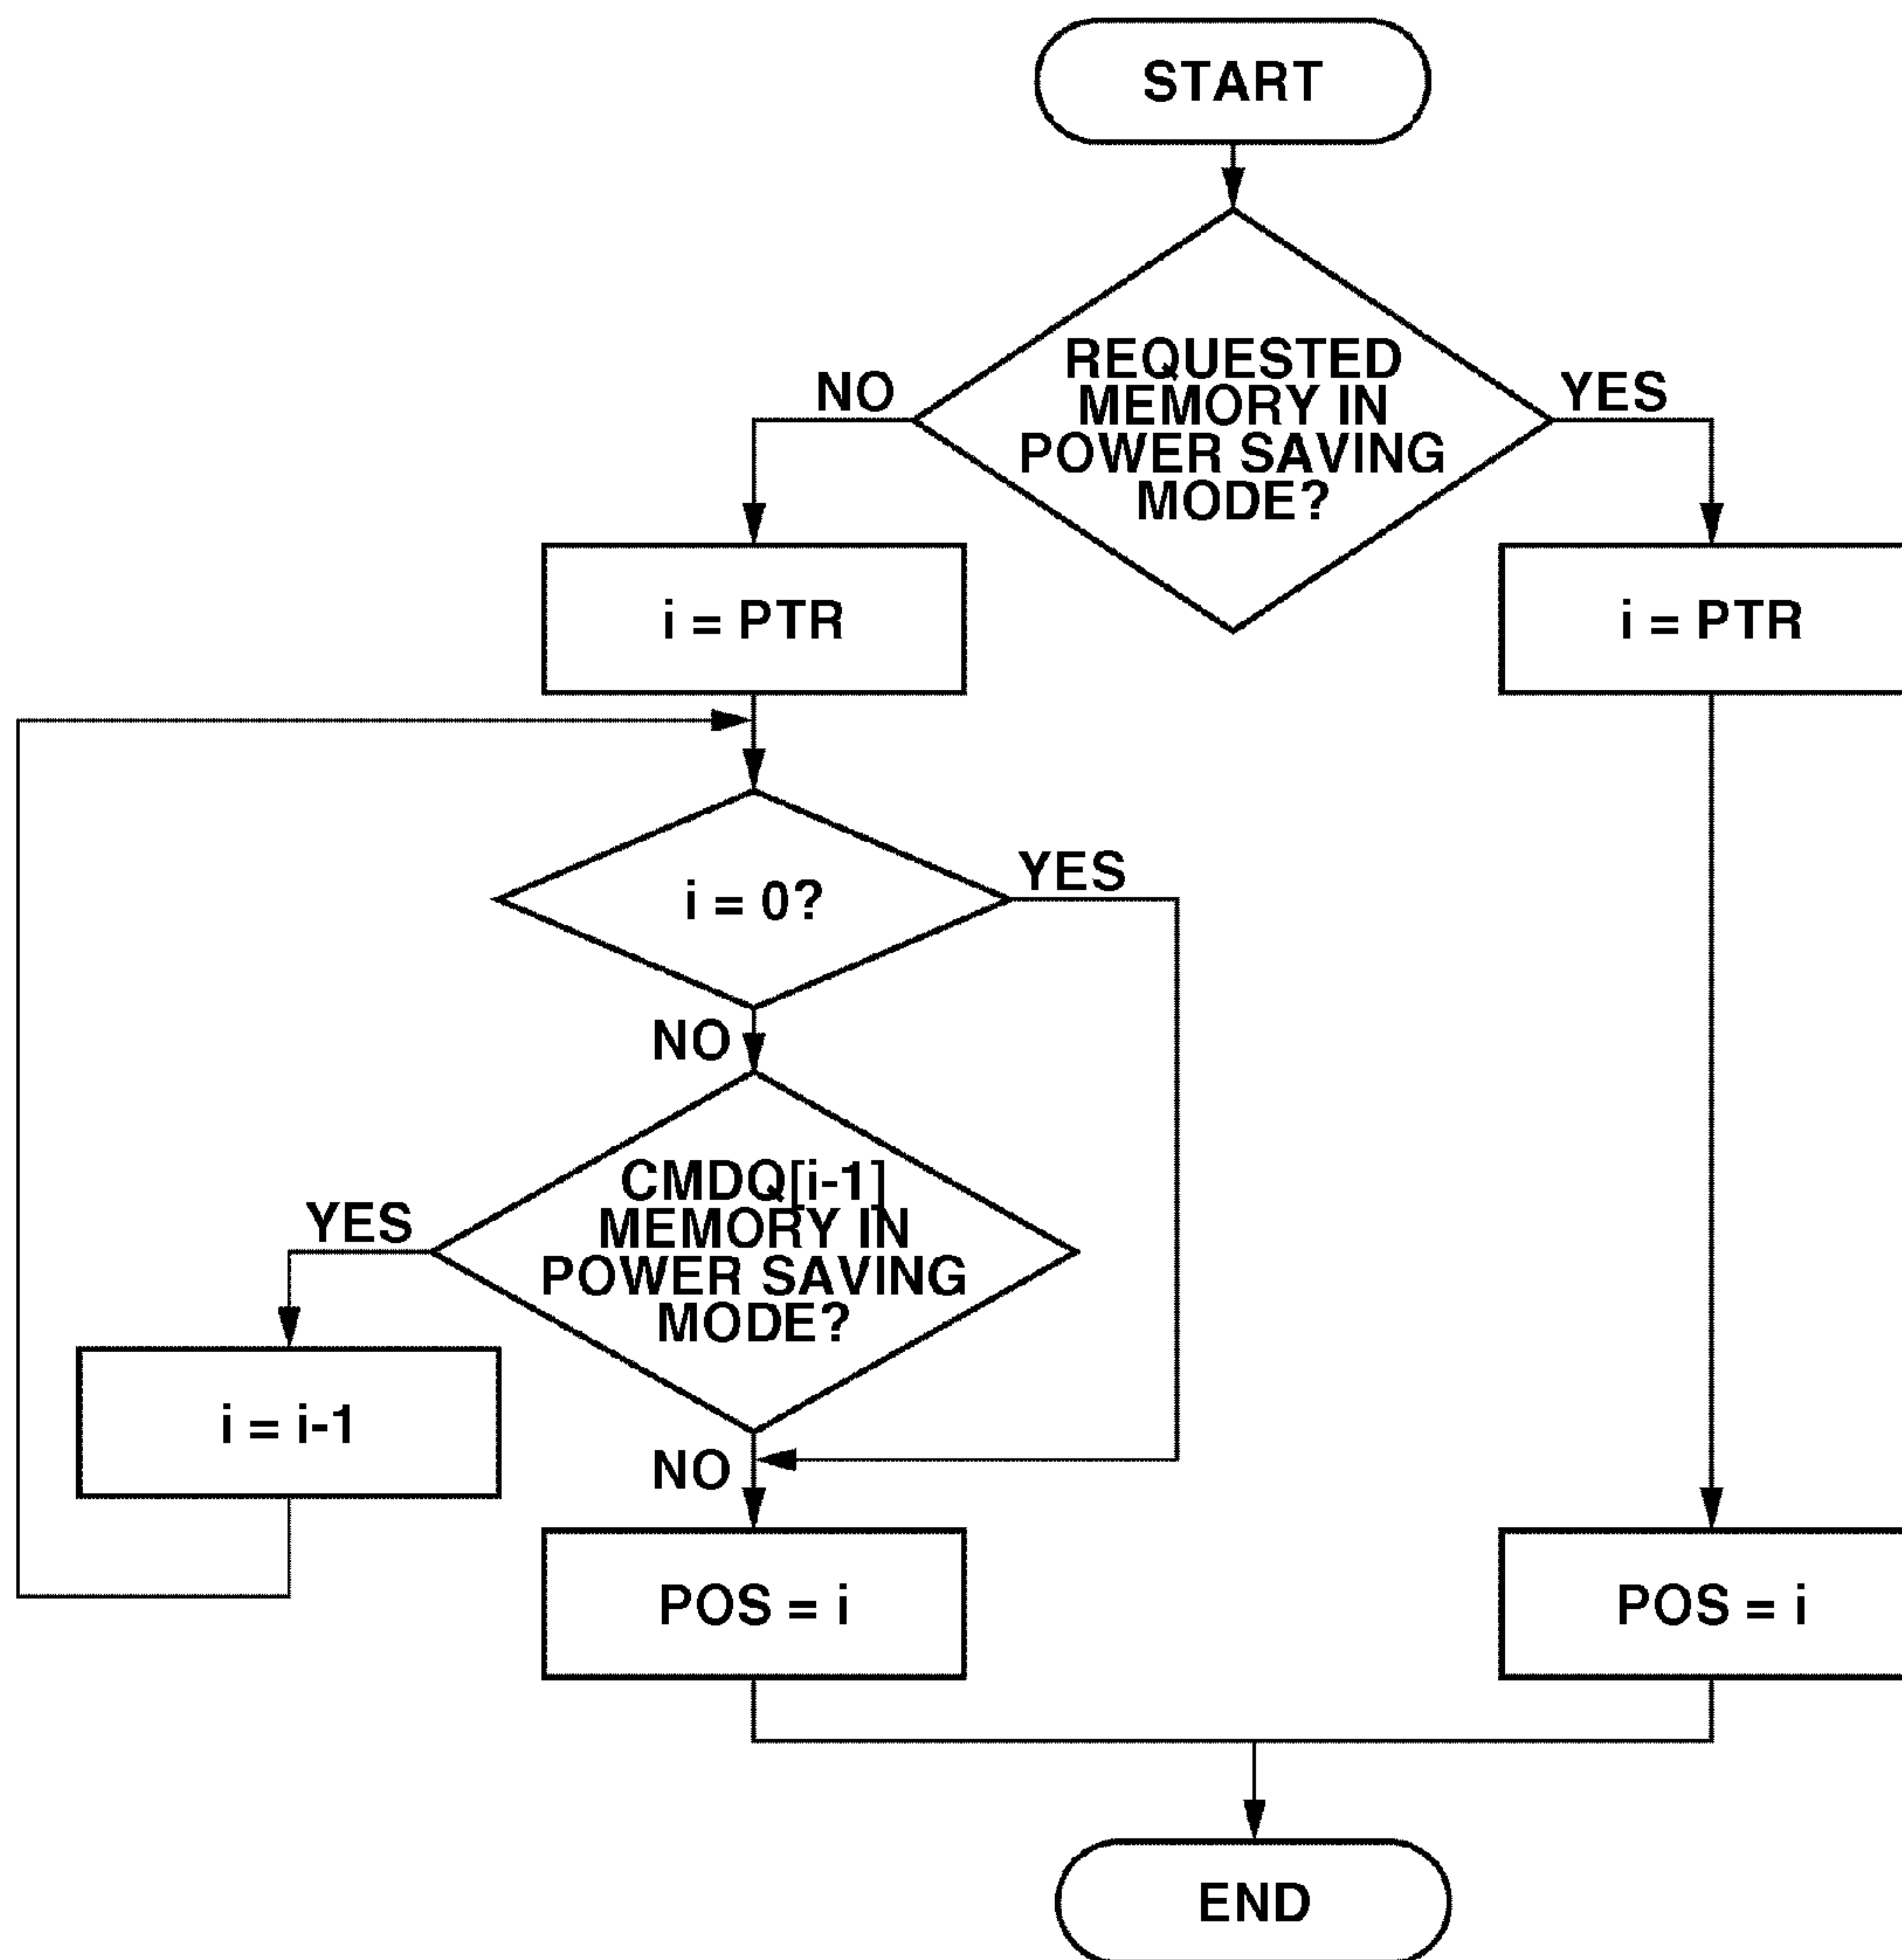 START
REQUESTED
MEMORY IN
POWER SAVING
MODE?
NO
YES
i = PTR
i = PTR
i = 0?
YES
NO
CMDQ[i-1]
MEMORY IN
POWER SAVING
MODE?
YES
i = i-1
NO
POS = i
POS = i
END